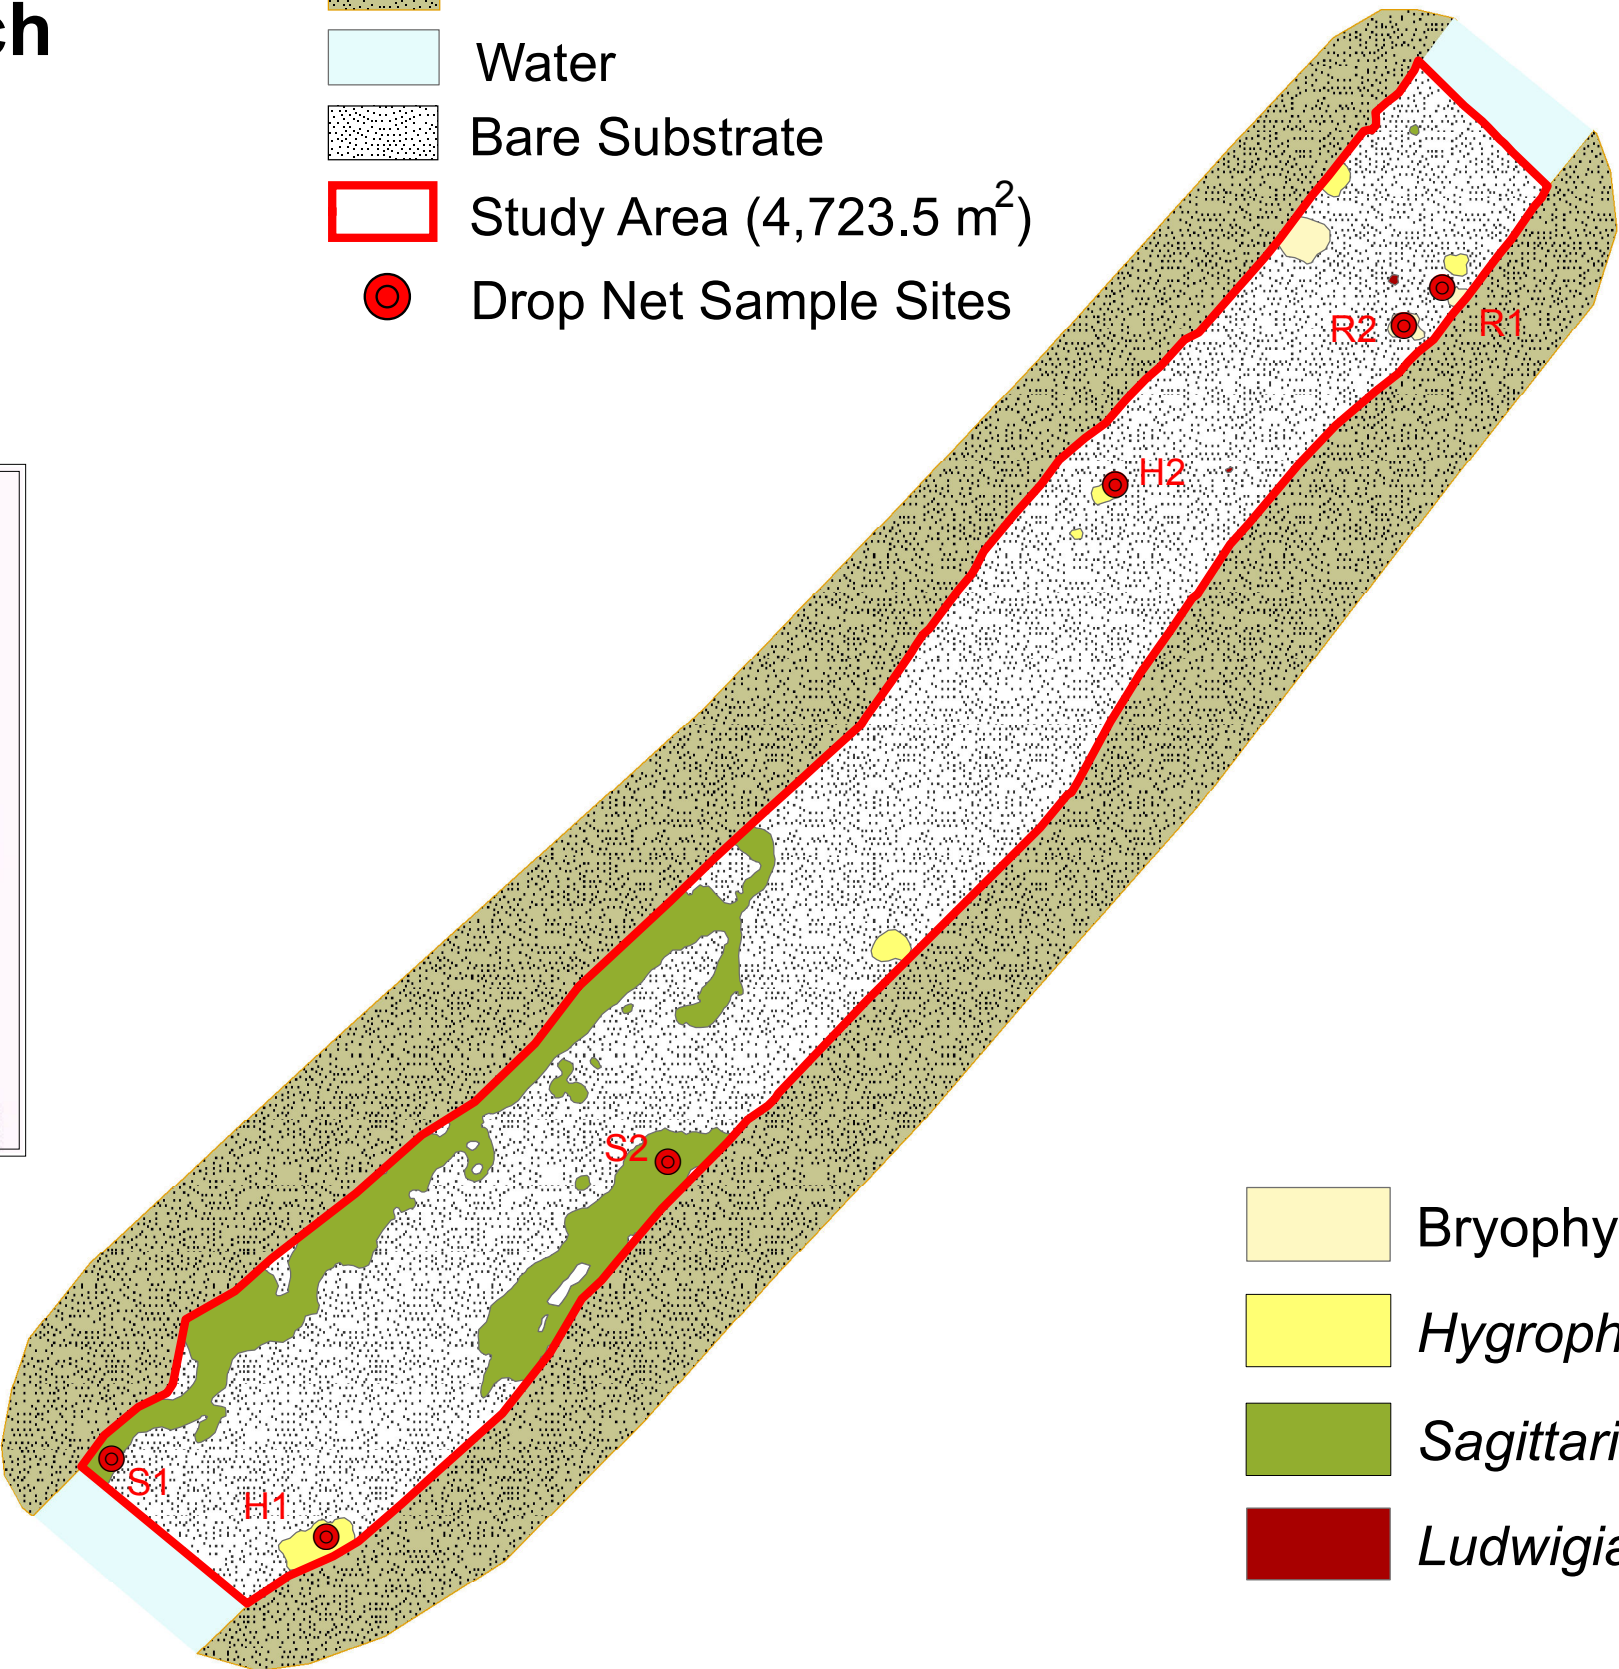 ch
Water
Bare Substrate
Study Area (4,723.5 m²)
Drop Net Sample Sites
R2
R1
H2
S2
S1
H1
Bryophy
Hygroph
Sagittari
Ludwigia